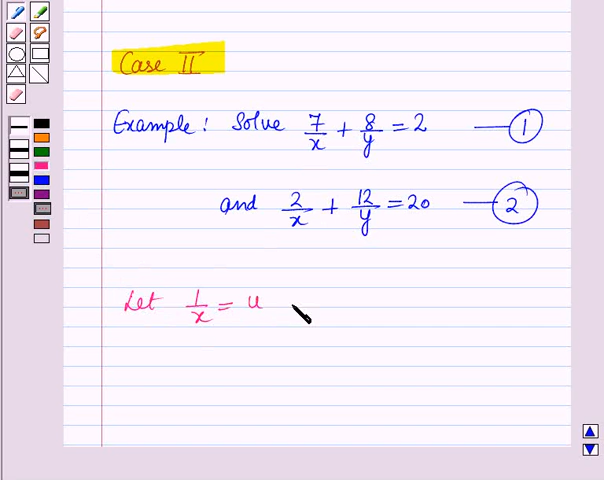 Case II
Example: Solve 7/x + 8/y = 2 —①
and 2/x + 12/y = 20 —②
Let 1/x = u